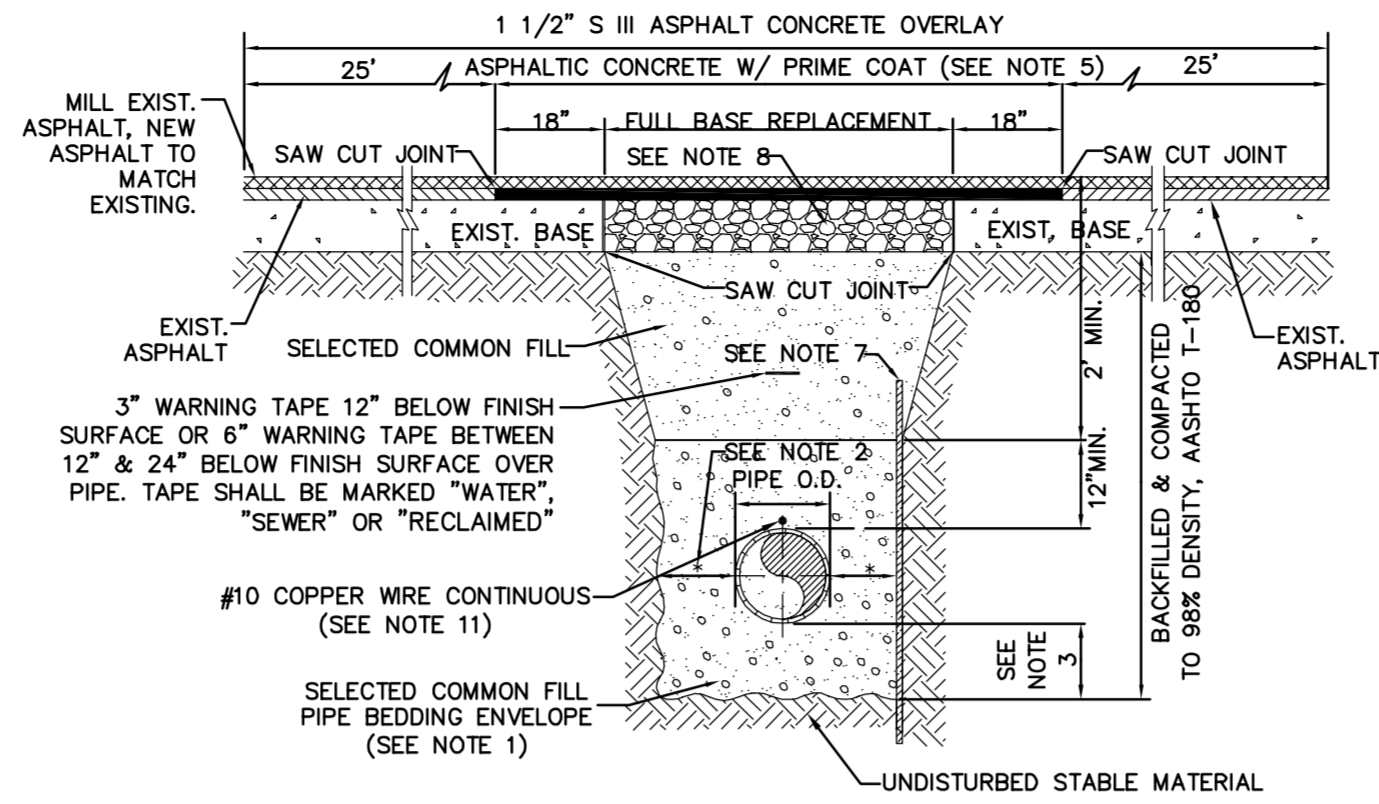 1 1/2" S III ASPHALT CONCRETE OVERLAY
25'
ASPHALTIC CONCRETE W/ PRIME COAT (SEE NOTE 5)
25'
MILL EXIST.
ASPHALT, NEW
ASPHALT TO
MATCH
EXISTING.
18"
FULL BASE REPLACEMENT
18"
SAW CUT JOINT
SEE NOTE 8
SAW CUT JOINT
EXIST. BASE
EXIST. BASE
SAW CUT JOINT
EXIST.
ASPHALT
SELECTED COMMON FILL
SEE NOTE 7
2' MIN.
EXIST.
ASPHALT
3" WARNING TAPE 12" BELOW FINISH
SURFACE OR 6" WARNING TAPE BETWEEN
12" & 24" BELOW FINISH SURFACE OVER
PIPE. TAPE SHALL BE MARKED "WATER",
"SEWER" OR "RECLAIMED"
SEE NOTE 2
PIPE O.D.
12"MIN.
BACKFILLED & COMPACTED
TO 98% DENSITY, AASHTO T-180
*
*
#10 COPPER WIRE CONTINUOUS
(SEE NOTE 11)
SEE
NOTE
3
SELECTED COMMON FILL
PIPE BEDDING ENVELOPE
(SEE NOTE 1)
UNDISTURBED STABLE MATERIAL